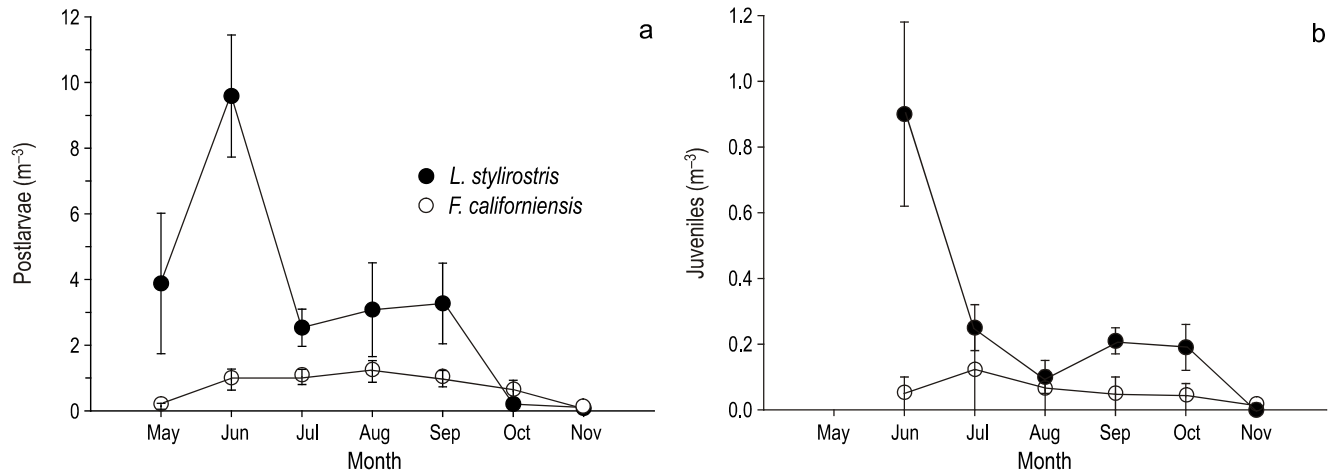 a
12
10
8
6
4
2
0
Postlarvae (m⁻³)
L. stylirostris
F. californiensis
May Jun Jul Aug Sep Oct Nov
Month
b
1.2
1.0
0.8
0.6
0.4
0.2
0.0
Juveniles (m⁻³)
May Jun Jul Aug Sep Oct Nov
Month